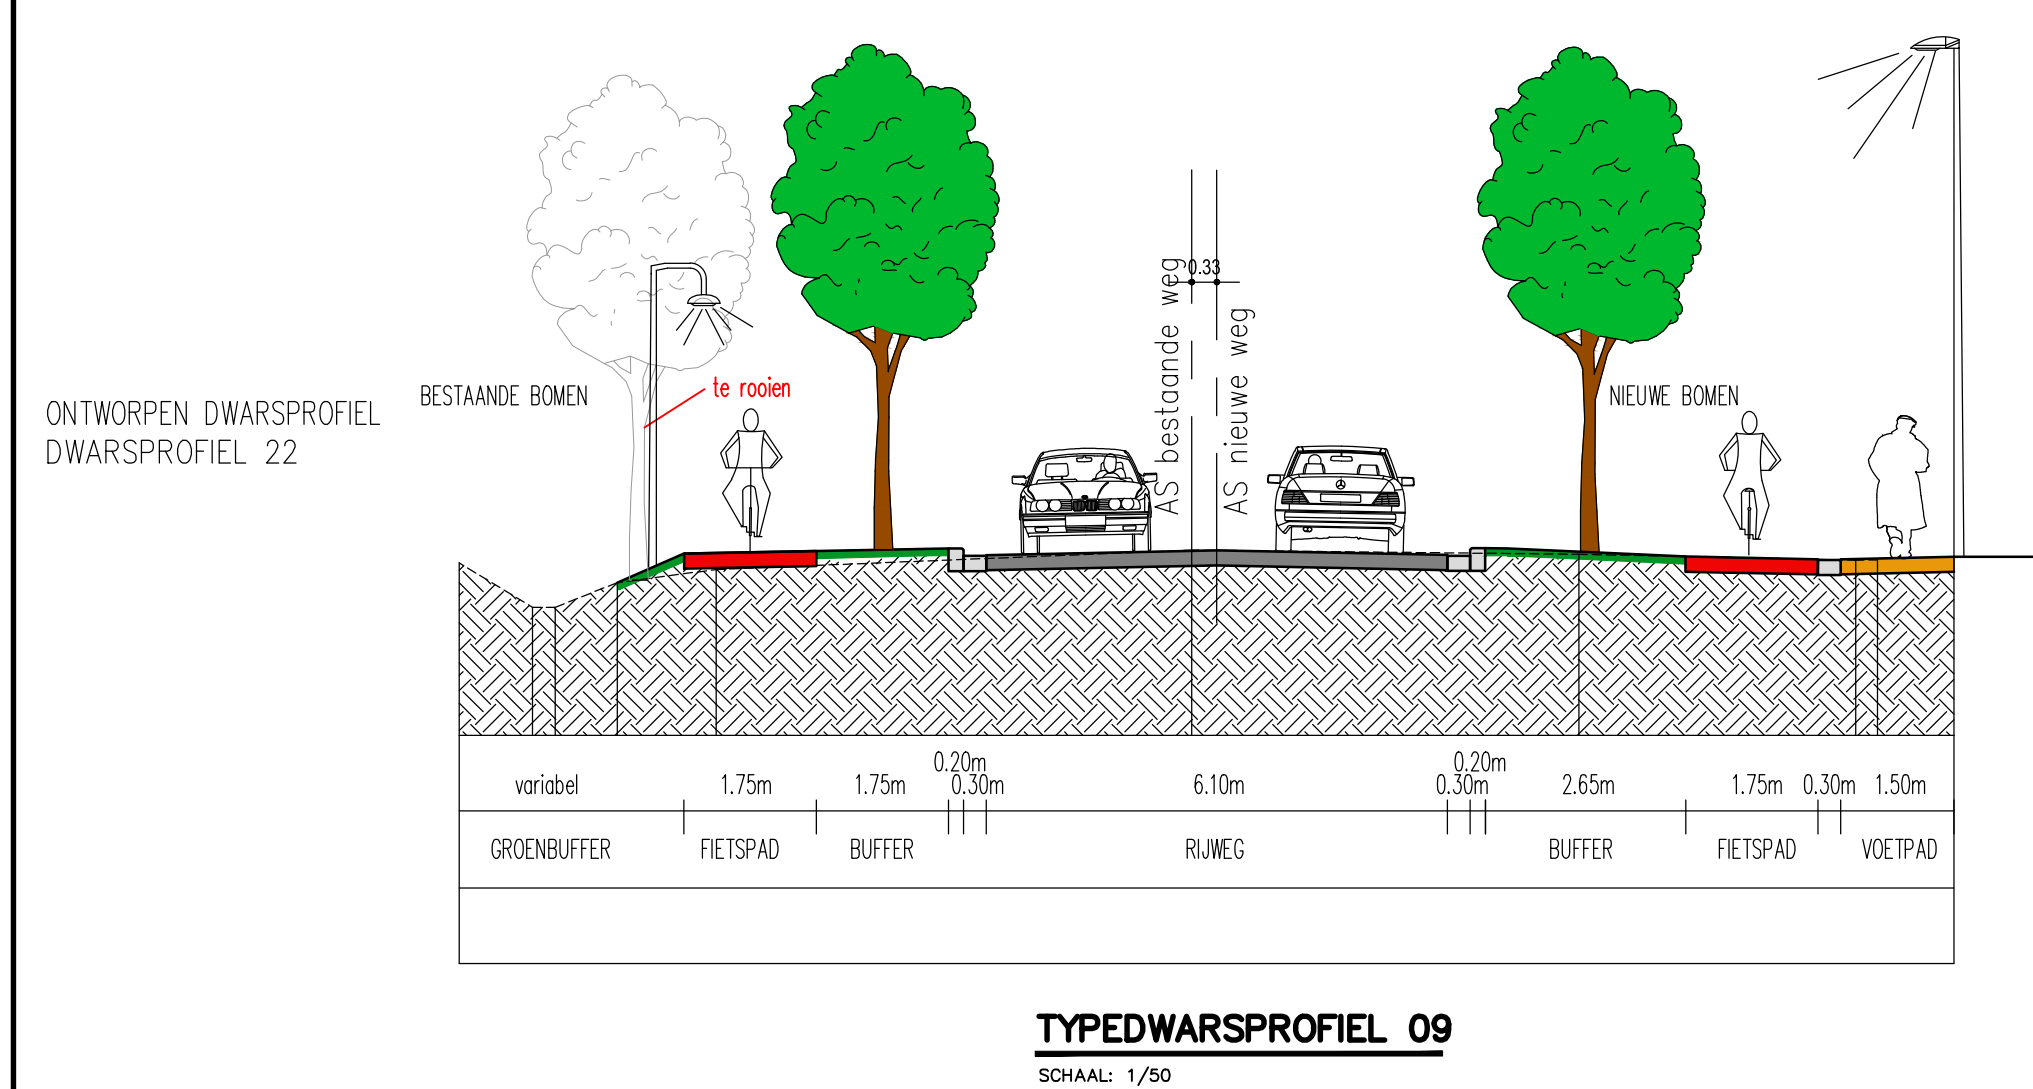 0.33
AS bestaande weg
AS nieuwe weg
BESTAANDE BOMEN
te rooien
NIEUWE BOMEN
ONTWORPEN DWARSPROFIEL
DWARSPROFIEL 22
0.20m 0.20m
variabel 1.75m 1.75m 0.30m 6.10m 0.30m 2.65m 1.75m 0.30m 1.50m
GROENBUFFER FIETSPAD BUFFER RIJWEG BUFFER FIETSPAD VOETPAD
TYPEDWARSPROFIEL 09
SCHAAL: 1/50